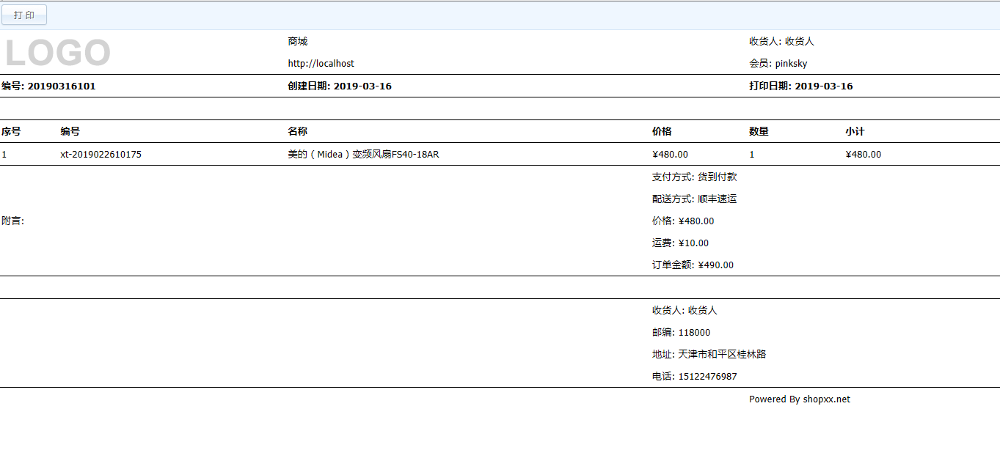 打 印
LOGO 商城 收货人: 收货人
http://localhost 会员: pinksky
编号: 20190316101 创建日期: 2019-03-16 打印日期: 2019-03-16
序号 编号 名称 价格 数量 小计
1 xt-2019022610175 美的（Midea）变频风扇FS40-18AR ¥480.00 1 ¥480.00
支付方式: 货到付款
配送方式: 顺丰速运
附言: 价格: ¥480.00
运费: ¥10.00
订单金额: ¥490.00
收货人: 收货人
邮编: 118000
地址: 天津市和平区桂林路
电话: 15122476987
Powered By shopxx.net